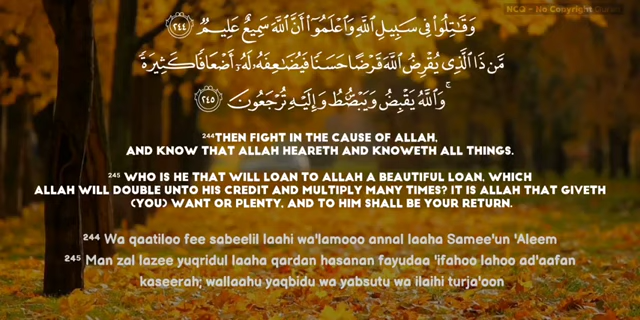 NCQ - No Copyright Quran
وَقَٰتِلُوا۟ فِى سَبِيلِ ٱللَّهِ وَٱعْلَمُوٓا۟ أَنَّ ٱللَّهَ سَمِيعٌ عَلِيمٌ ٢٤٤
مَّن ذَا ٱلَّذِى يُقْرِضُ ٱللَّهَ قَرْضًا حَسَنًا فَيُضَٰعِفَهُۥ لَهُۥٓ أَضْعَافًا كَثِيرَةً ۚ
وَٱللَّهُ يَقْبِضُ وَيَبْصُۜطُ وَإِلَيْهِ تُرْجَعُونَ ٢٤٥
244THEN FIGHT IN THE CAUSE OF ALLAH,
AND KNOW THAT ALLAH HEARETH AND KNOWETH ALL THINGS.
245 WHO IS HE THAT WILL LOAN TO ALLAH A BEAUTIFUL LOAN, WHICH
ALLAH WILL DOUBLE UNTO HIS CREDIT AND MULTIPLY MANY TIMES? IT IS ALLAH THAT GIVETH
(YOU) WANT OR PLENTY, AND TO HIM SHALL BE YOUR RETURN.
244 Wa qaatiloo fee sabeelil laahi wa'lamooo annal laaha Samee'un 'Aleem
245 Man zal lazee yuqridul laaha qardan hasanan fayudaa 'ifahoo lahoo ad'aafan
kaseerah; wallaahu yaqbidu wa yabsutu wa ilaihi turja'oon